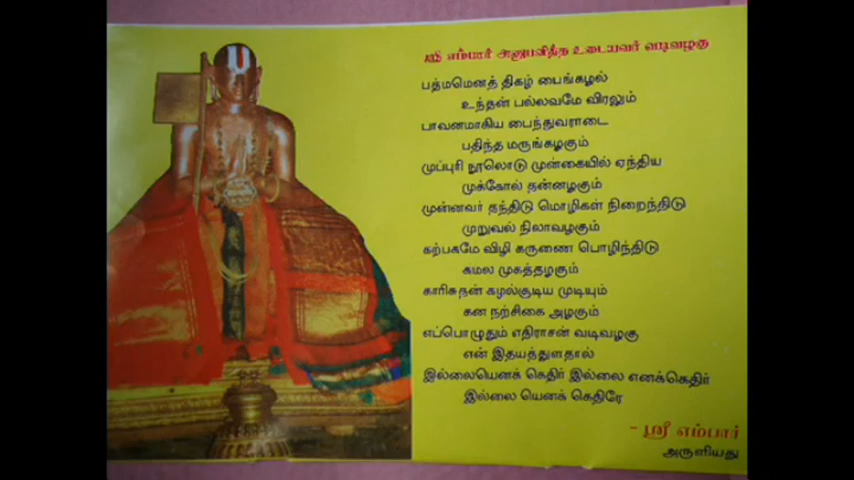 ஸ்ரீ எம்பார் அனுபவித்த உடையவர் வடிவழகு
பத்மமெனத் திகழ் பைங்கழல்
உந்தன் பல்லவமே விரலும்
பாவனமாகிய பைந்துவராடை
பதிந்த மருங்கழகும்
முப்புரி நூலொடு முன்கையில் ஏந்திய
முக்கோல் தன்னழகும்
முன்னவர் தந்திடு மொழிகள் நிறைந்திடு
முறுவல் நிலாவழகும்
கற்பகமே விழி கருணை பொழிந்திடு
கமல முகத்தழகும்
காரிசுதன் கழல்சூடிய முடியும்
கன நற்சிகை அழகும்
எப்பொழுதும் எதிராசன் வடிவழகு
என் இதயத்துளதால்
இல்லையெனக் கெதிர் இல்லை எனக்கெதிர்
இல்லை யெனக் கெதிரே
- ஸ்ரீ எம்பார்
அருளியது